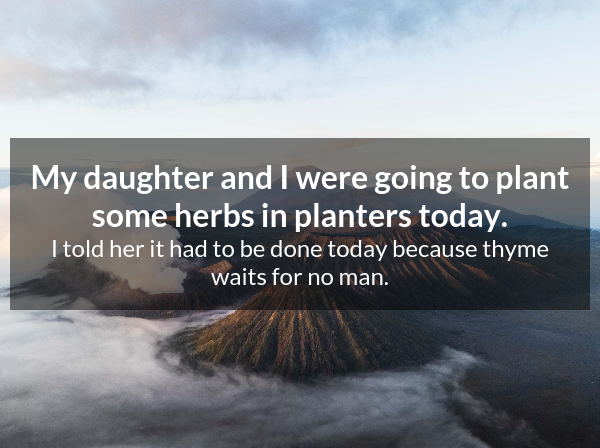 My daughter and I were going to plant
some herbs in planters today.
I told her it had to be done today because thyme
waits for no man.